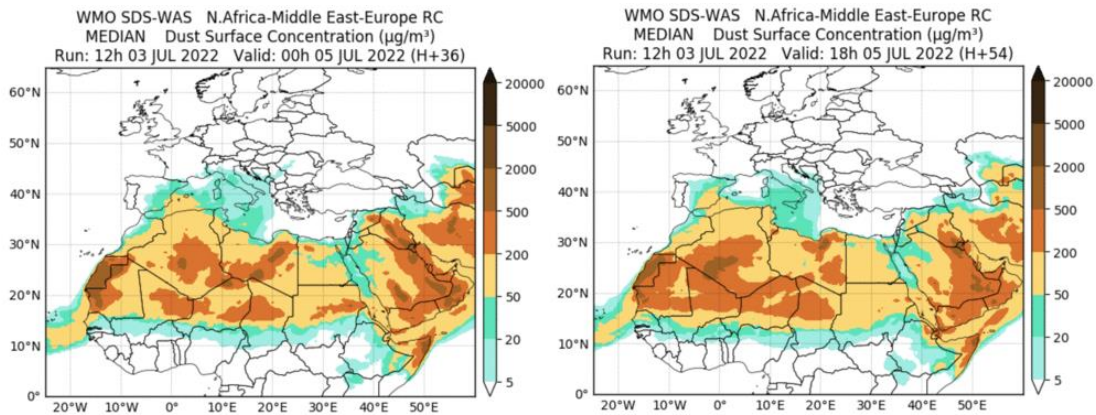 WMO SDS-WAS N.Africa-Middle East-Europe RC
MEDIAN Dust Surface Concentration (µg/m³)
Run: 12h 03 JUL 2022 Valid: 00h 05 JUL 2022 (H+36)
60°N
50°N
40°N
30°N
20°N
10°N
0°
20°W
10°W
0°
10°E
20°E
30°E
40°E
50°E
20000
5000
2000
500
200
50
20
5
WMO SDS-WAS N.Africa-Middle East-Europe RC
MEDIAN Dust Surface Concentration (µg/m³)
Run: 12h 03 JUL 2022 Valid: 18h 05 JUL 2022 (H+54)
60°N
50°N
40°N
30°N
20°N
10°N
0°
20°W
10°W
0°
10°E
20°E
30°E
40°E
50°E
20000
5000
2000
500
200
50
20
5